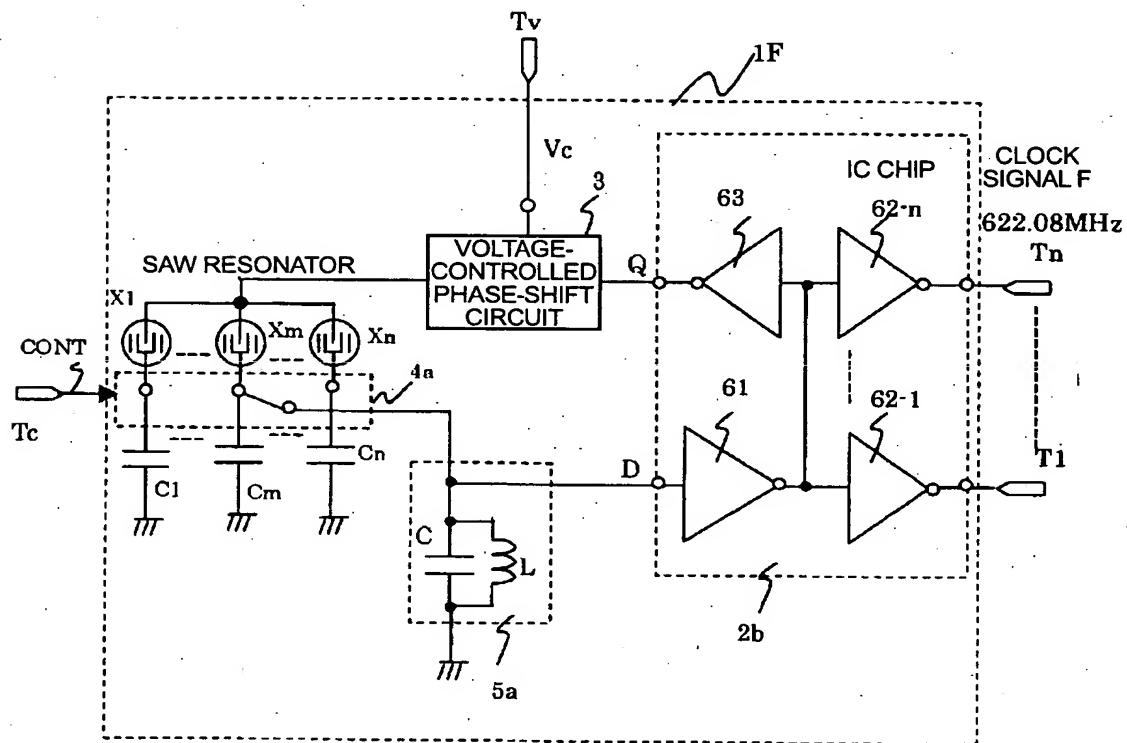 Tv
1F
Vc
IC CHIP
CLOCK
SIGNAL F
622.08MHz
3
63
62-n
Tn
VOLTAGE-
CONTROLLED
PHASE-SHIFT
CIRCUIT
Q
SAW RESONATOR
X1
Xm
Xn
CONT
4a
Tc
61
62-1
C1
Cm
Cn
D
T1
C
L
2b
5a